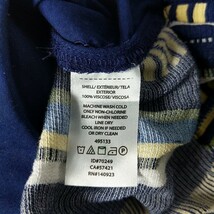 SHELL/ EXTÉRIEUR/ TELA
EXTERIOR
100% VISCOSE/ VISCOSA
MACHINE WASH COLD
ONLY NON-CHLORINE
BLEACH WHEN NEEDED
LINE DRY
COOL IRON IF NEEDED
OR DRY CLEAN
495133
ID#70249
CA#57421
RN#140923